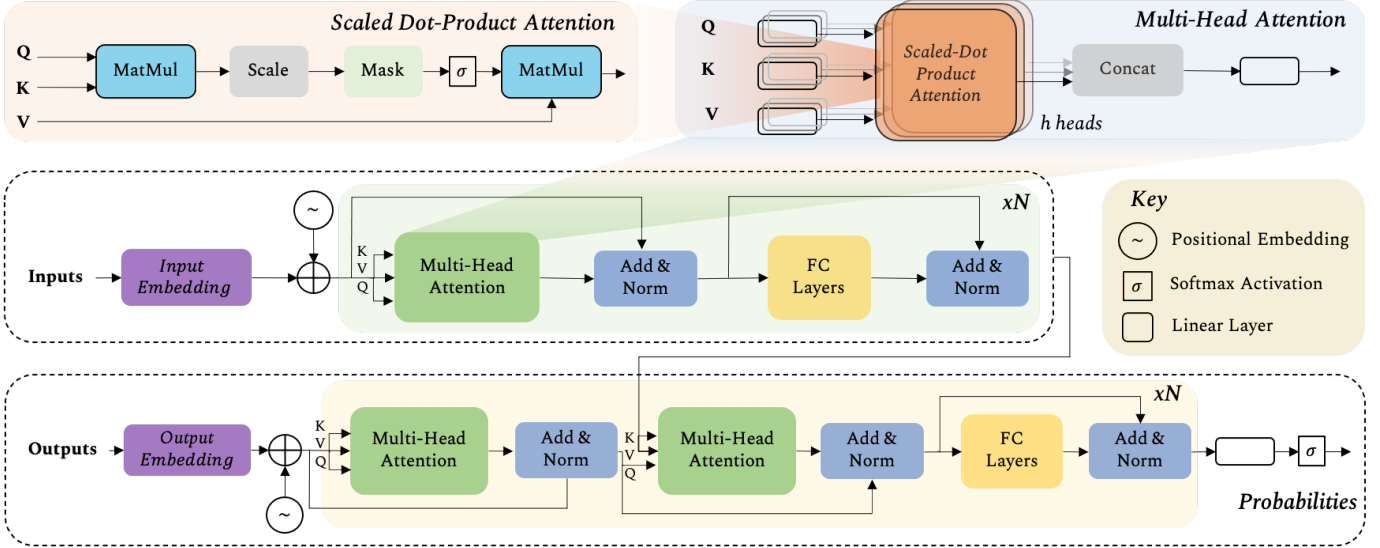 Scaled Dot-Product Attention
Q
K
V
MatMul
Scale
Mask
σ
MatMul
Multi-Head Attention
Q
K
V
Scaled-Dot
Product
Attention
h heads
Concat
xN
~
Inputs
Input
Embedding
K
V
Q
Multi-Head
Attention
Add &
Norm
FC
Layers
Add &
Norm
Key
~ Positional Embedding
σ Softmax Activation
Linear Layer
xN
Outputs
Output
Embedding
~
K
V
Q
Multi-Head
Attention
Add &
Norm
K
V
Q
Multi-Head
Attention
Add &
Norm
FC
Layers
Add &
Norm
σ
Probabilities